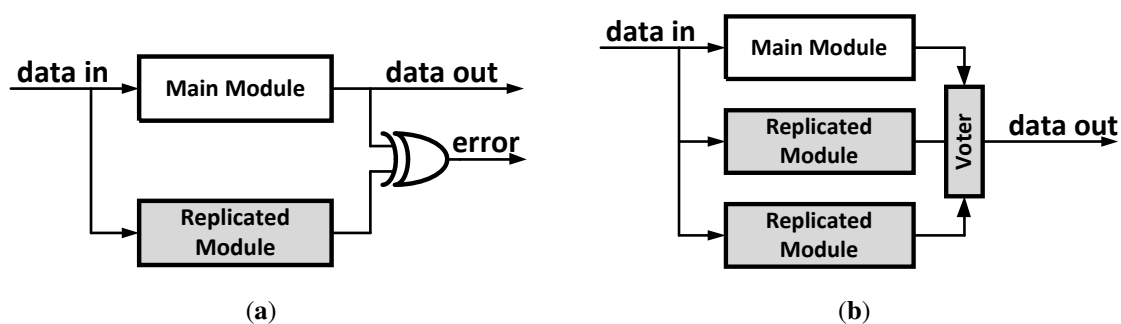 data in
Main Module
data out
error
Replicated
Module
(a)
data in
Main Module
Replicated
Module
Replicated
Module
Voter
data out
(b)